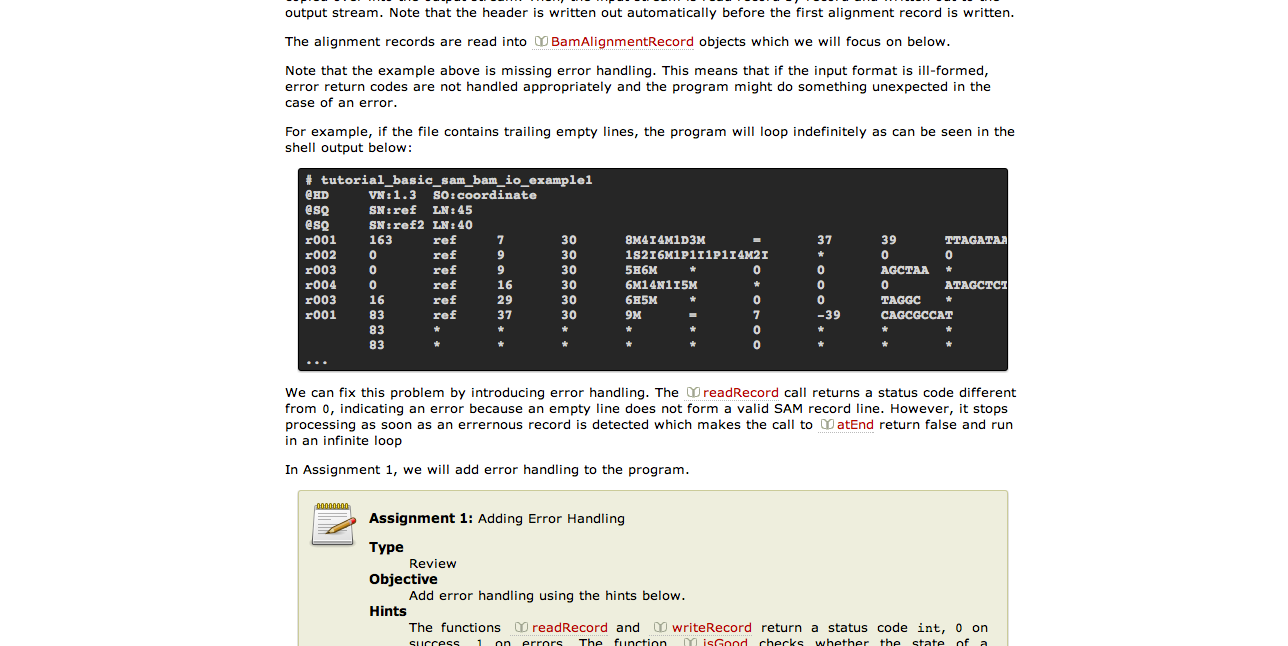 output stream. Note that the header is written out automatically before the first alignment record is written.
The alignment records are read into BamAlignmentRecord objects which we will focus on below.
Note that the example above is missing error handling. This means that if the input format is ill-formed,
error return codes are not handled appropriately and the program might do something unexpected in the
case of an error.
For example, if the file contains trailing empty lines, the program will loop indefinitely as can be seen in the
shell output below:
# tutorial_basic_sam_bam_io_example1
@HD VN:1.3 SO:coordinate
@SQ SN:ref LN:45
@SQ SN:ref2 LN:40
r001 163 ref 7 30 8M4I4M1D3M = 37 39 TTAGATAA
r002 0 ref 9 30 1S2I6M1P1I1P1I4M2I * 0 0
r003 0 ref 9 30 5H6M * 0 0 AGCTAA *
r004 0 ref 16 30 6M14N1I5M * 0 0 ATAGCTCT
r003 16 ref 29 30 6H5M * 0 0 TAGGC *
r001 83 ref 37 30 9M = 7 -39 CAGCGCCAT
83 * * * * * 0 * * *
83 * * * * * 0 * * *
...
We can fix this problem by introducing error handling. The readRecord call returns a status code different
from 0, indicating an error because an empty line does not form a valid SAM record line. However, it stops
processing as soon as an errernous record is detected which makes the call to atEnd return false and run
in an infinite loop
In Assignment 1, we will add error handling to the program.
Assignment 1: Adding Error Handling
Type
Review
Objective
Add error handling using the hints below.
Hints
The functions readRecord and writeRecord return a status code int, 0 on
success, 1 on errors. The function isGood checks whether the state of a